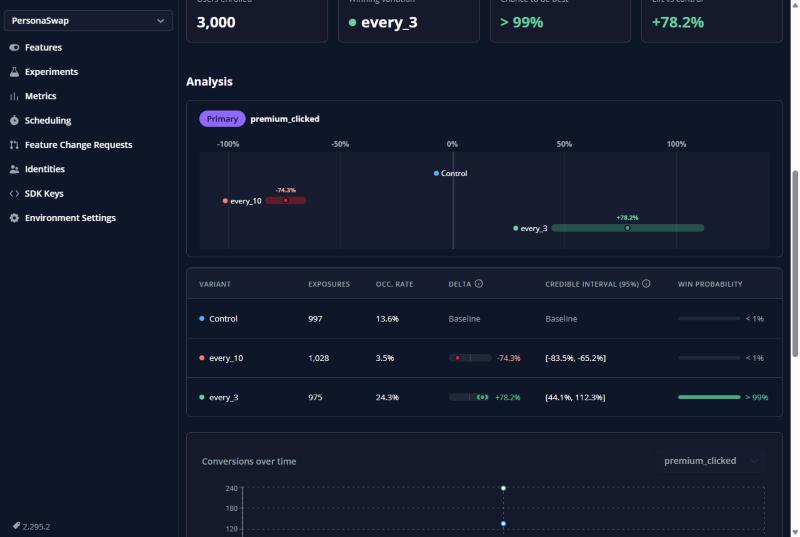 PersonaSwap
Features
Experiments
Metrics
Scheduling
Feature Change Requests
Identities
SDK Keys
Environment Settings
2.295.2
3,000
every_3
> 99%
+78.2%
Analysis
Primary premium_clicked
-100% -50% 0% 50% 100%
Control
-74.3%
every_10
+78.2%
every_3
VARIANT EXPOSURES OCC. RATE DELTA CREDIBLE INTERVAL (95%) WIN PROBABILITY
Control 997 13.6% Baseline Baseline < 1%
every_10 1,028 3.5% -74.3% [-83.5%, -65.2%] < 1%
every_3 975 24.3% +78.2% [44.1%, 112.3%] > 99%
Conversions over time premium_clicked
240
180
120